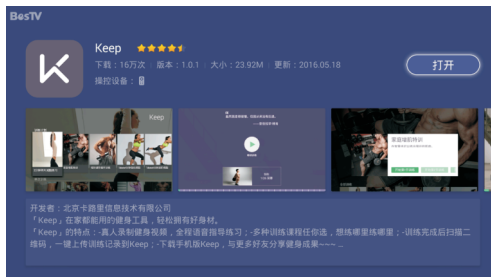 BesTV
Keep
下载：16万次 版本：1.0.1 大小：23.92M 更新：2016.05.18
打开
操控设备：
Keep
开发者：北京卡路里信息技术有限公司
「Keep」在家都能用的健身工具，轻松拥有好身材。
「Keep」的特点：-真人录制健身视频，全程语音指导练习；-多种训练课程任你选，想练哪里练哪里；-训练完成后扫描二
维码，一键上传训练记录到Keep；-下载手机版Keep，与更多好友分享健身成果~~~ ...